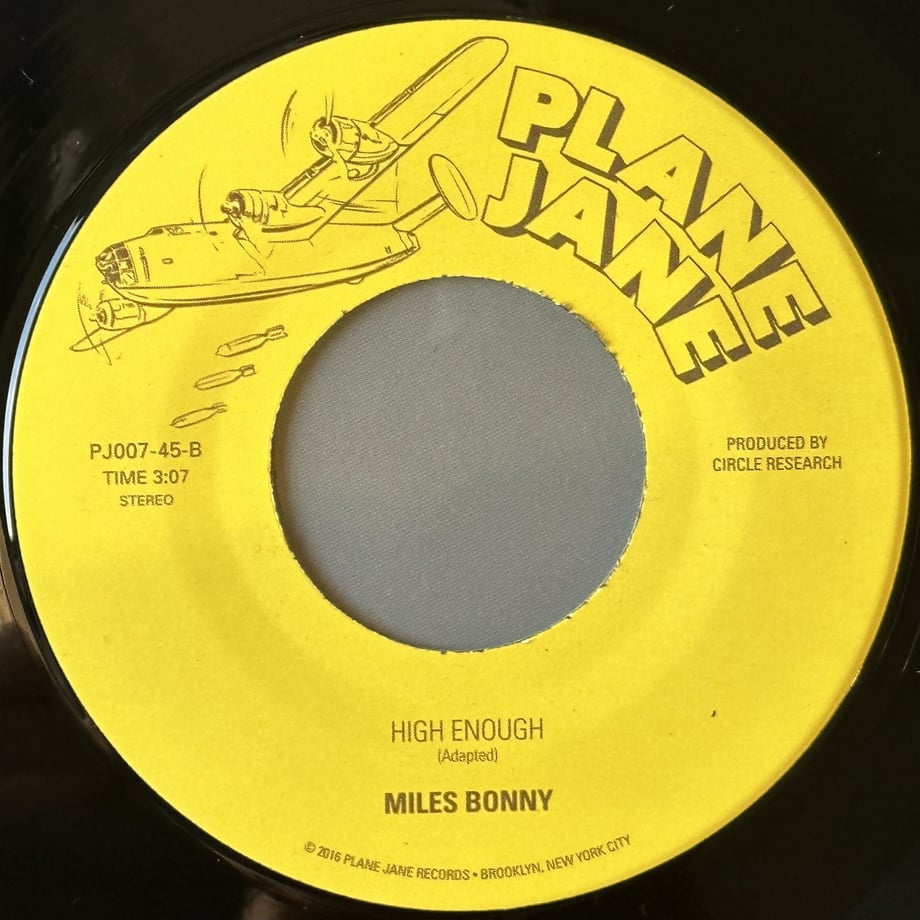 PLANE
JANE
PJ007-45-B
TIME 3:07
STEREO
PRODUCED BY
CIRCLE RESEARCH
HIGH ENOUGH
(Adapted)
MILES BONNY
© 2016 PLANE JANE RECORDS • BROOKLYN, NEW YORK CITY